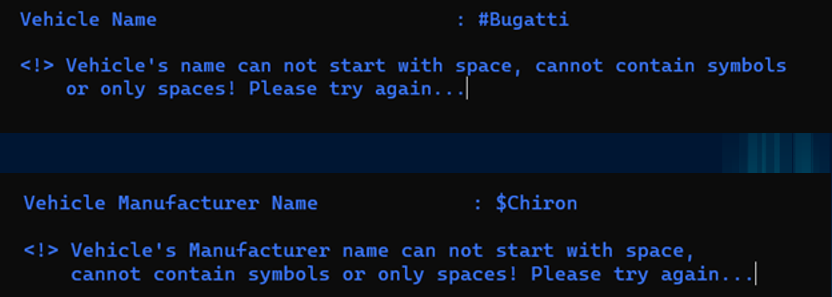 Vehicle Name : #Bugatti
<!> Vehicle's name can not start with space, cannot contain symbols
or only spaces! Please try again...
Vehicle Manufacturer Name : $Chiron
<!> Vehicle's Manufacturer name can not start with space,
cannot contain symbols or only spaces! Please try again...